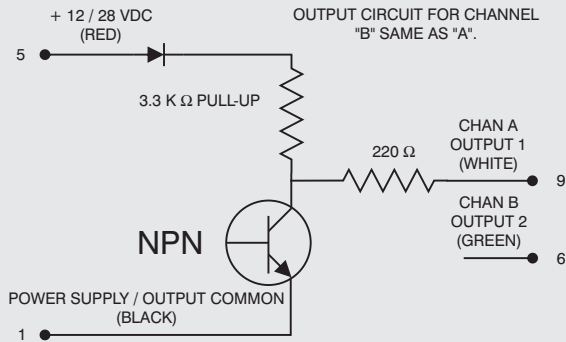 + 12 / 28 VDC
(RED)
OUTPUT CIRCUIT FOR CHANNEL
"B" SAME AS "A".
5
3.3 K Ω PULL-UP
220 Ω
CHAN A
OUTPUT 1
(WHITE)
9
CHAN B
OUTPUT 2
(GREEN)
6
NPN
POWER SUPPLY / OUTPUT COMMON
(BLACK)
1